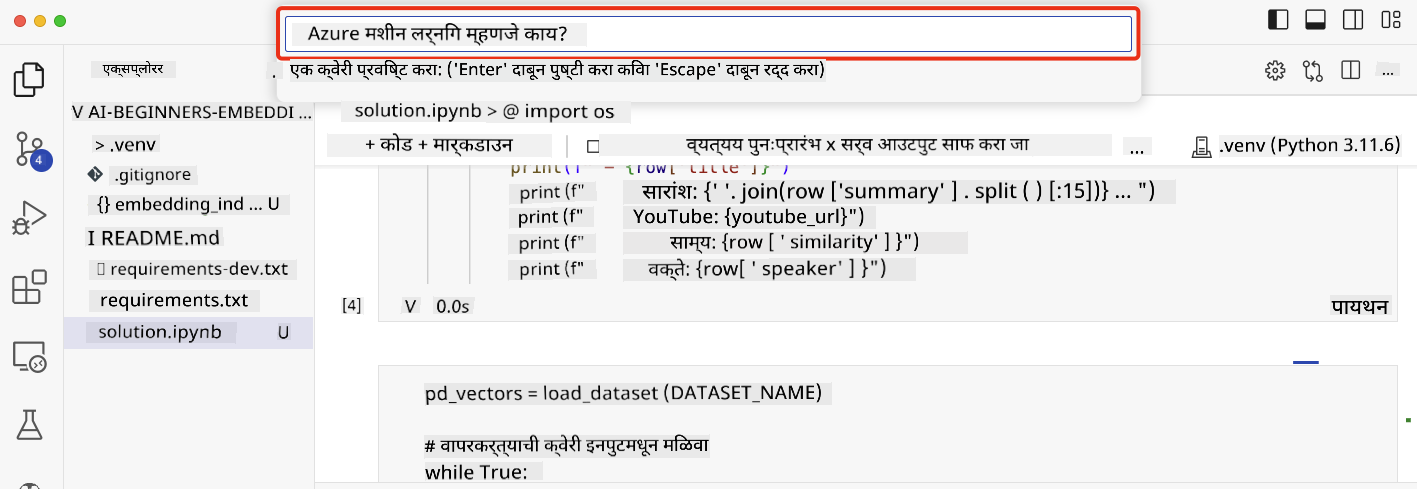 Azure मशीन लर्नगि म्हणजे काय?
एक क्वेरी प्रवष्टि करा: ('Enter' दाबून पुष्टी करा कवाि 'Escape' दाबून रद्द करा)
एक्सप्लोरर
...
V AI-BEGINNERS-EMBEDDI ...
> .venv
.gitignore
{} embedding_ind ... U
I README.md
requirements-dev.txt
requirements.txt
solution.ipynb U
4
solution.ipynb > @ import os
+ कोड + मार्कडाउन
व्यत्यय पुनःप्रारंभ x सर्व आउटपुट साफ करा जा
...
.venv (Python 3.11.6)
print(f" - {row[ title ]}")
print (f" सारांश: {' '. join(row ['summary' ] . split ( ) [:15])} ... ")
print (f" YouTube: {youtube_url}")
print (f" साम्य: {row [ ' similarity' ] }")
print (f" वक्ते: {row[ ' speaker' ] }")
[4] V 0.0s पायथन
pd_vectors = load_dataset (DATASET_NAME)
# वापरकर्त्याची क्वेरी इनपुटमधून मळिवा
while True: